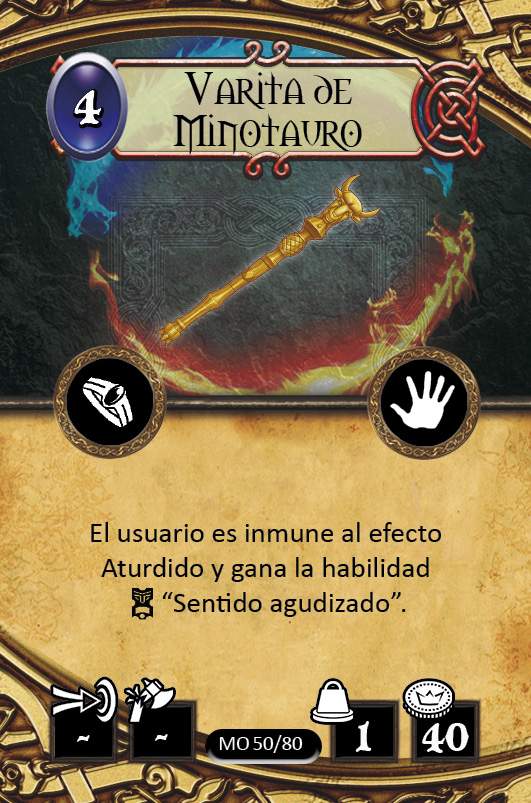 4
Varita de
Minotauro
El usuario es inmune al efecto
Aturdido y gana la habilidad
“Sentido agudizado”.
~ ~ MO 50/80 1 40